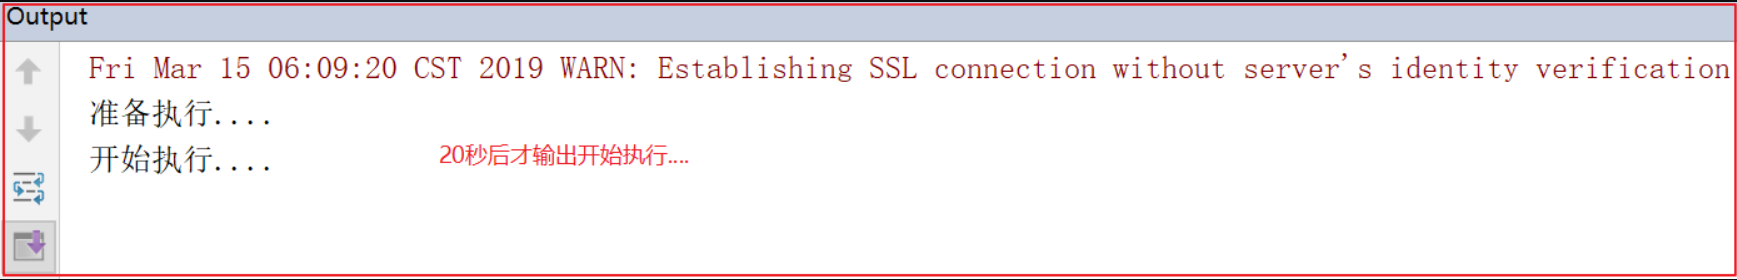 Output
Fri Mar 15 06:09:20 CST 2019 WARN: Establishing SSL connection without server's identity verification
准备执行....
开始执行....
20秒后才输出开始执行....